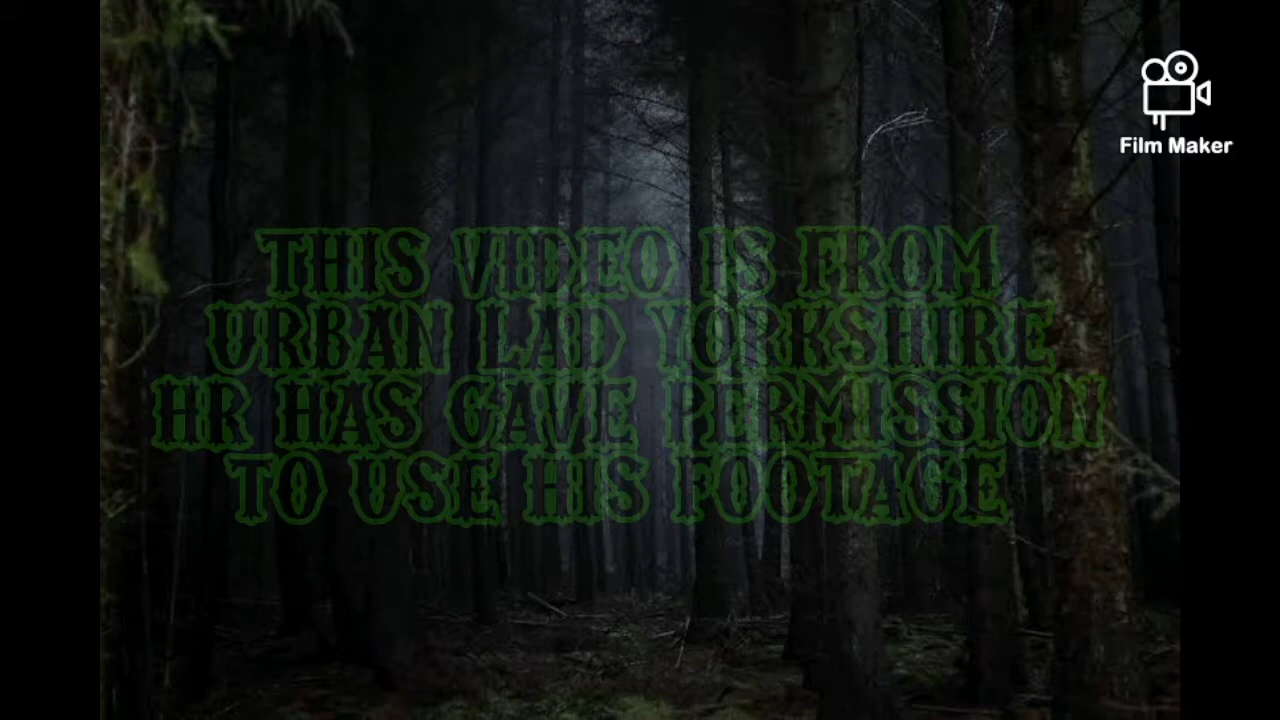 Film Maker
THIS VIDEO IS FROM
URBAN LAD YORKSHIRE
HR HAS GAVE PERMISSION
TO USE HIS FOOTAGE